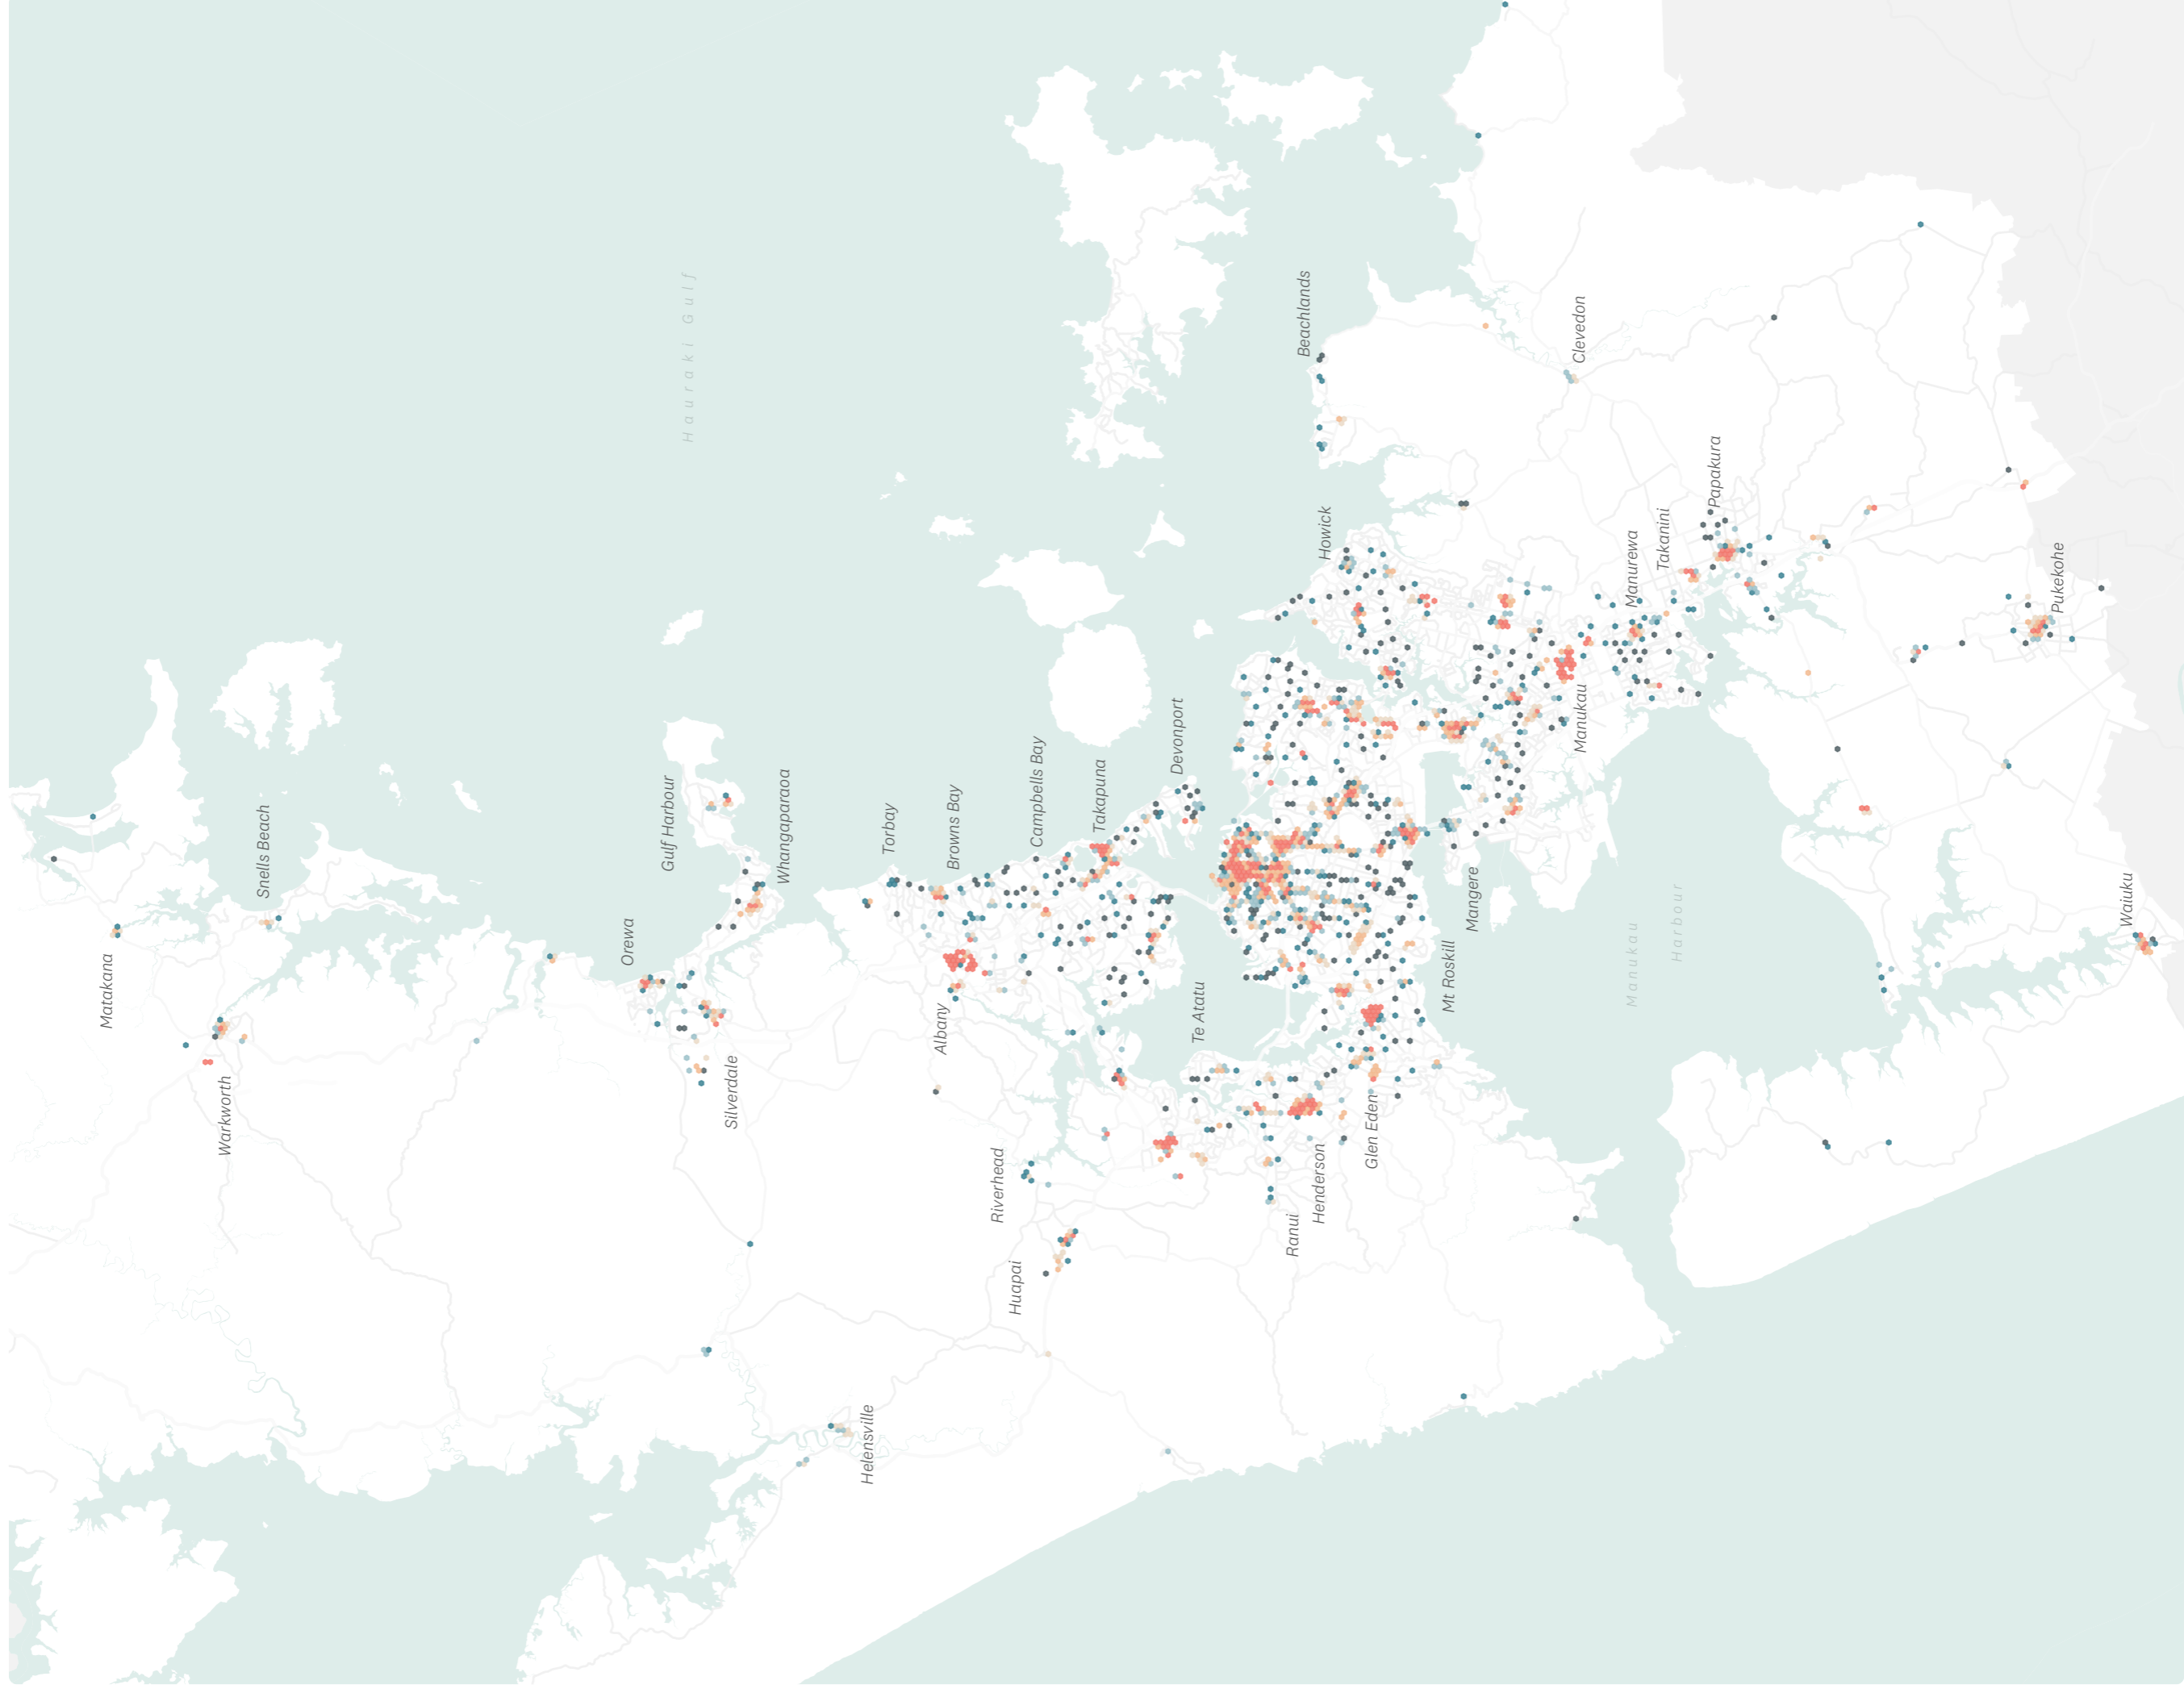 Matakana
Snells Beach
Warkworth
Hauraki Gulf
Orewa
Gulf Harbour
Whangaparaoa
Silverdale
Torbay
Browns Bay
Albany
Campbells Bay
Takapuna
Devonport
Riverhead
Huapai
Helensville
Te Atatu
Ranui
Henderson
Glen Eden
Mt Roskill
Mangere
Beachlands
Howick
Clevedon
Manukau
Manurewa
Takanini
Papakura
Manukau
Harbour
Pukekohe
Waiuku